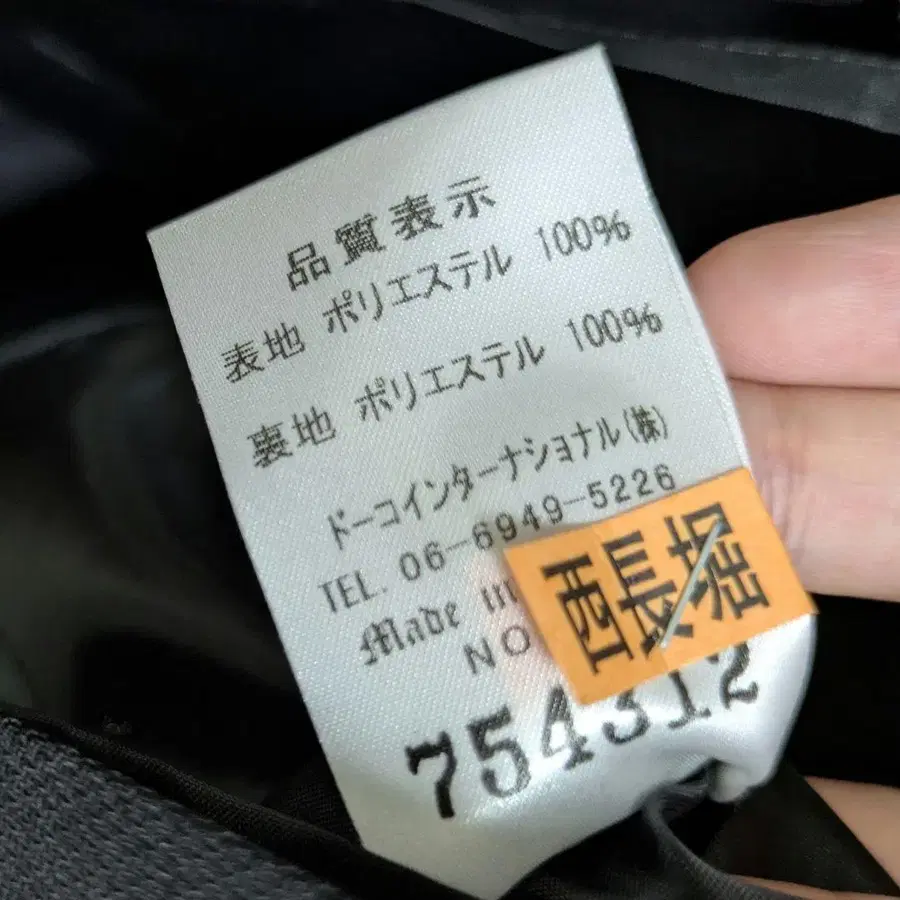 品質表示
表地 ポリエステル 100%
裏地 ポリエステル 100%
ドーコインターナショナル(株)
TEL. 06-6949-5226
Made in
NO
西長堀
754312